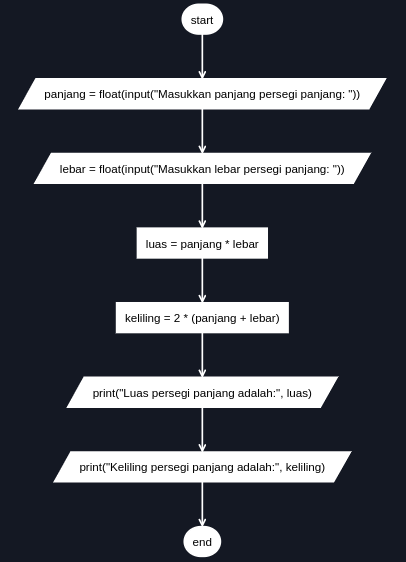 start
panjang = float(input("Masukkan panjang persegi panjang: "))
lebar = float(input("Masukkan lebar persegi panjang: "))
luas = panjang * lebar
keliling = 2 * (panjang + lebar)
print("Luas persegi panjang adalah:", luas)
print("Keliling persegi panjang adalah:", keliling)
end